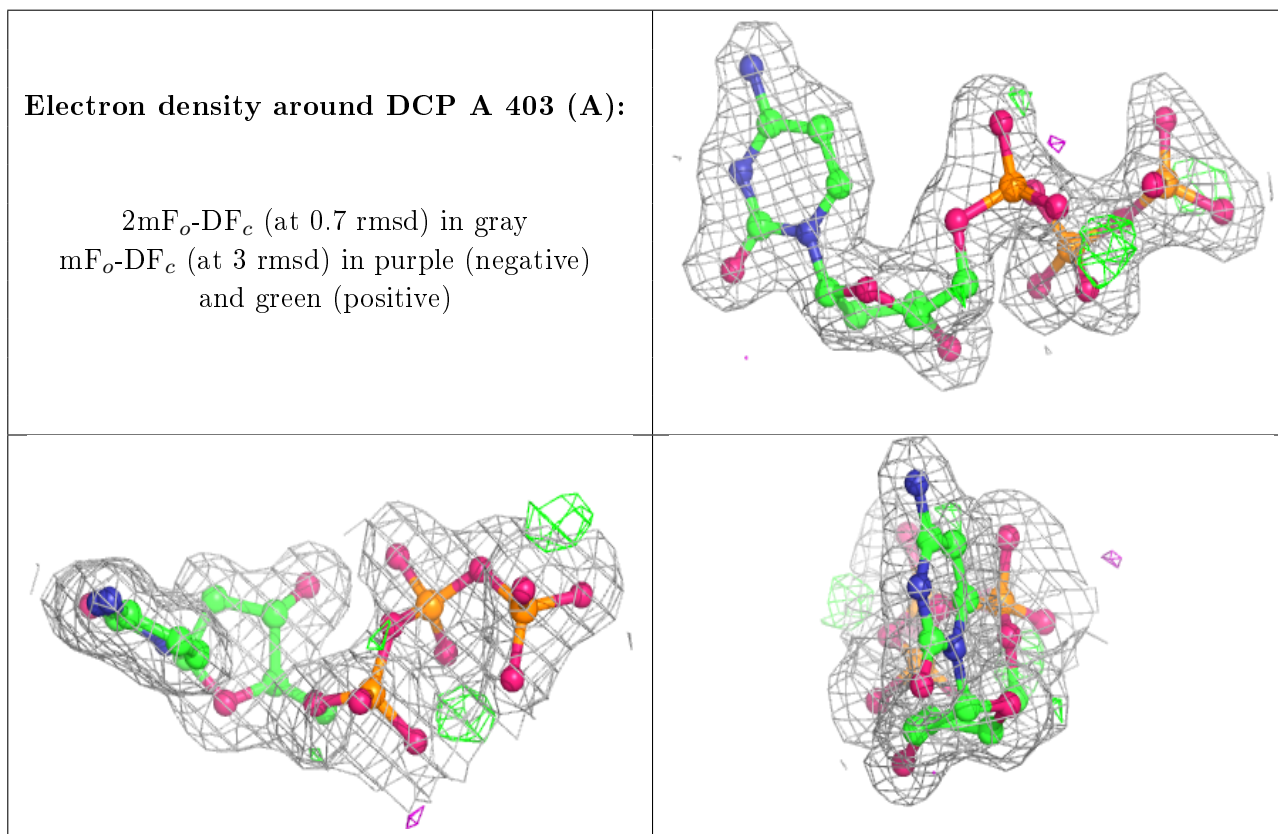 Electron density around DCP A 403 (A):
2mFₒ-DF𝒸 (at 0.7 rmsd) in gray
mFₒ-DF𝒸 (at 3 rmsd) in purple (negative)
and green (positive)